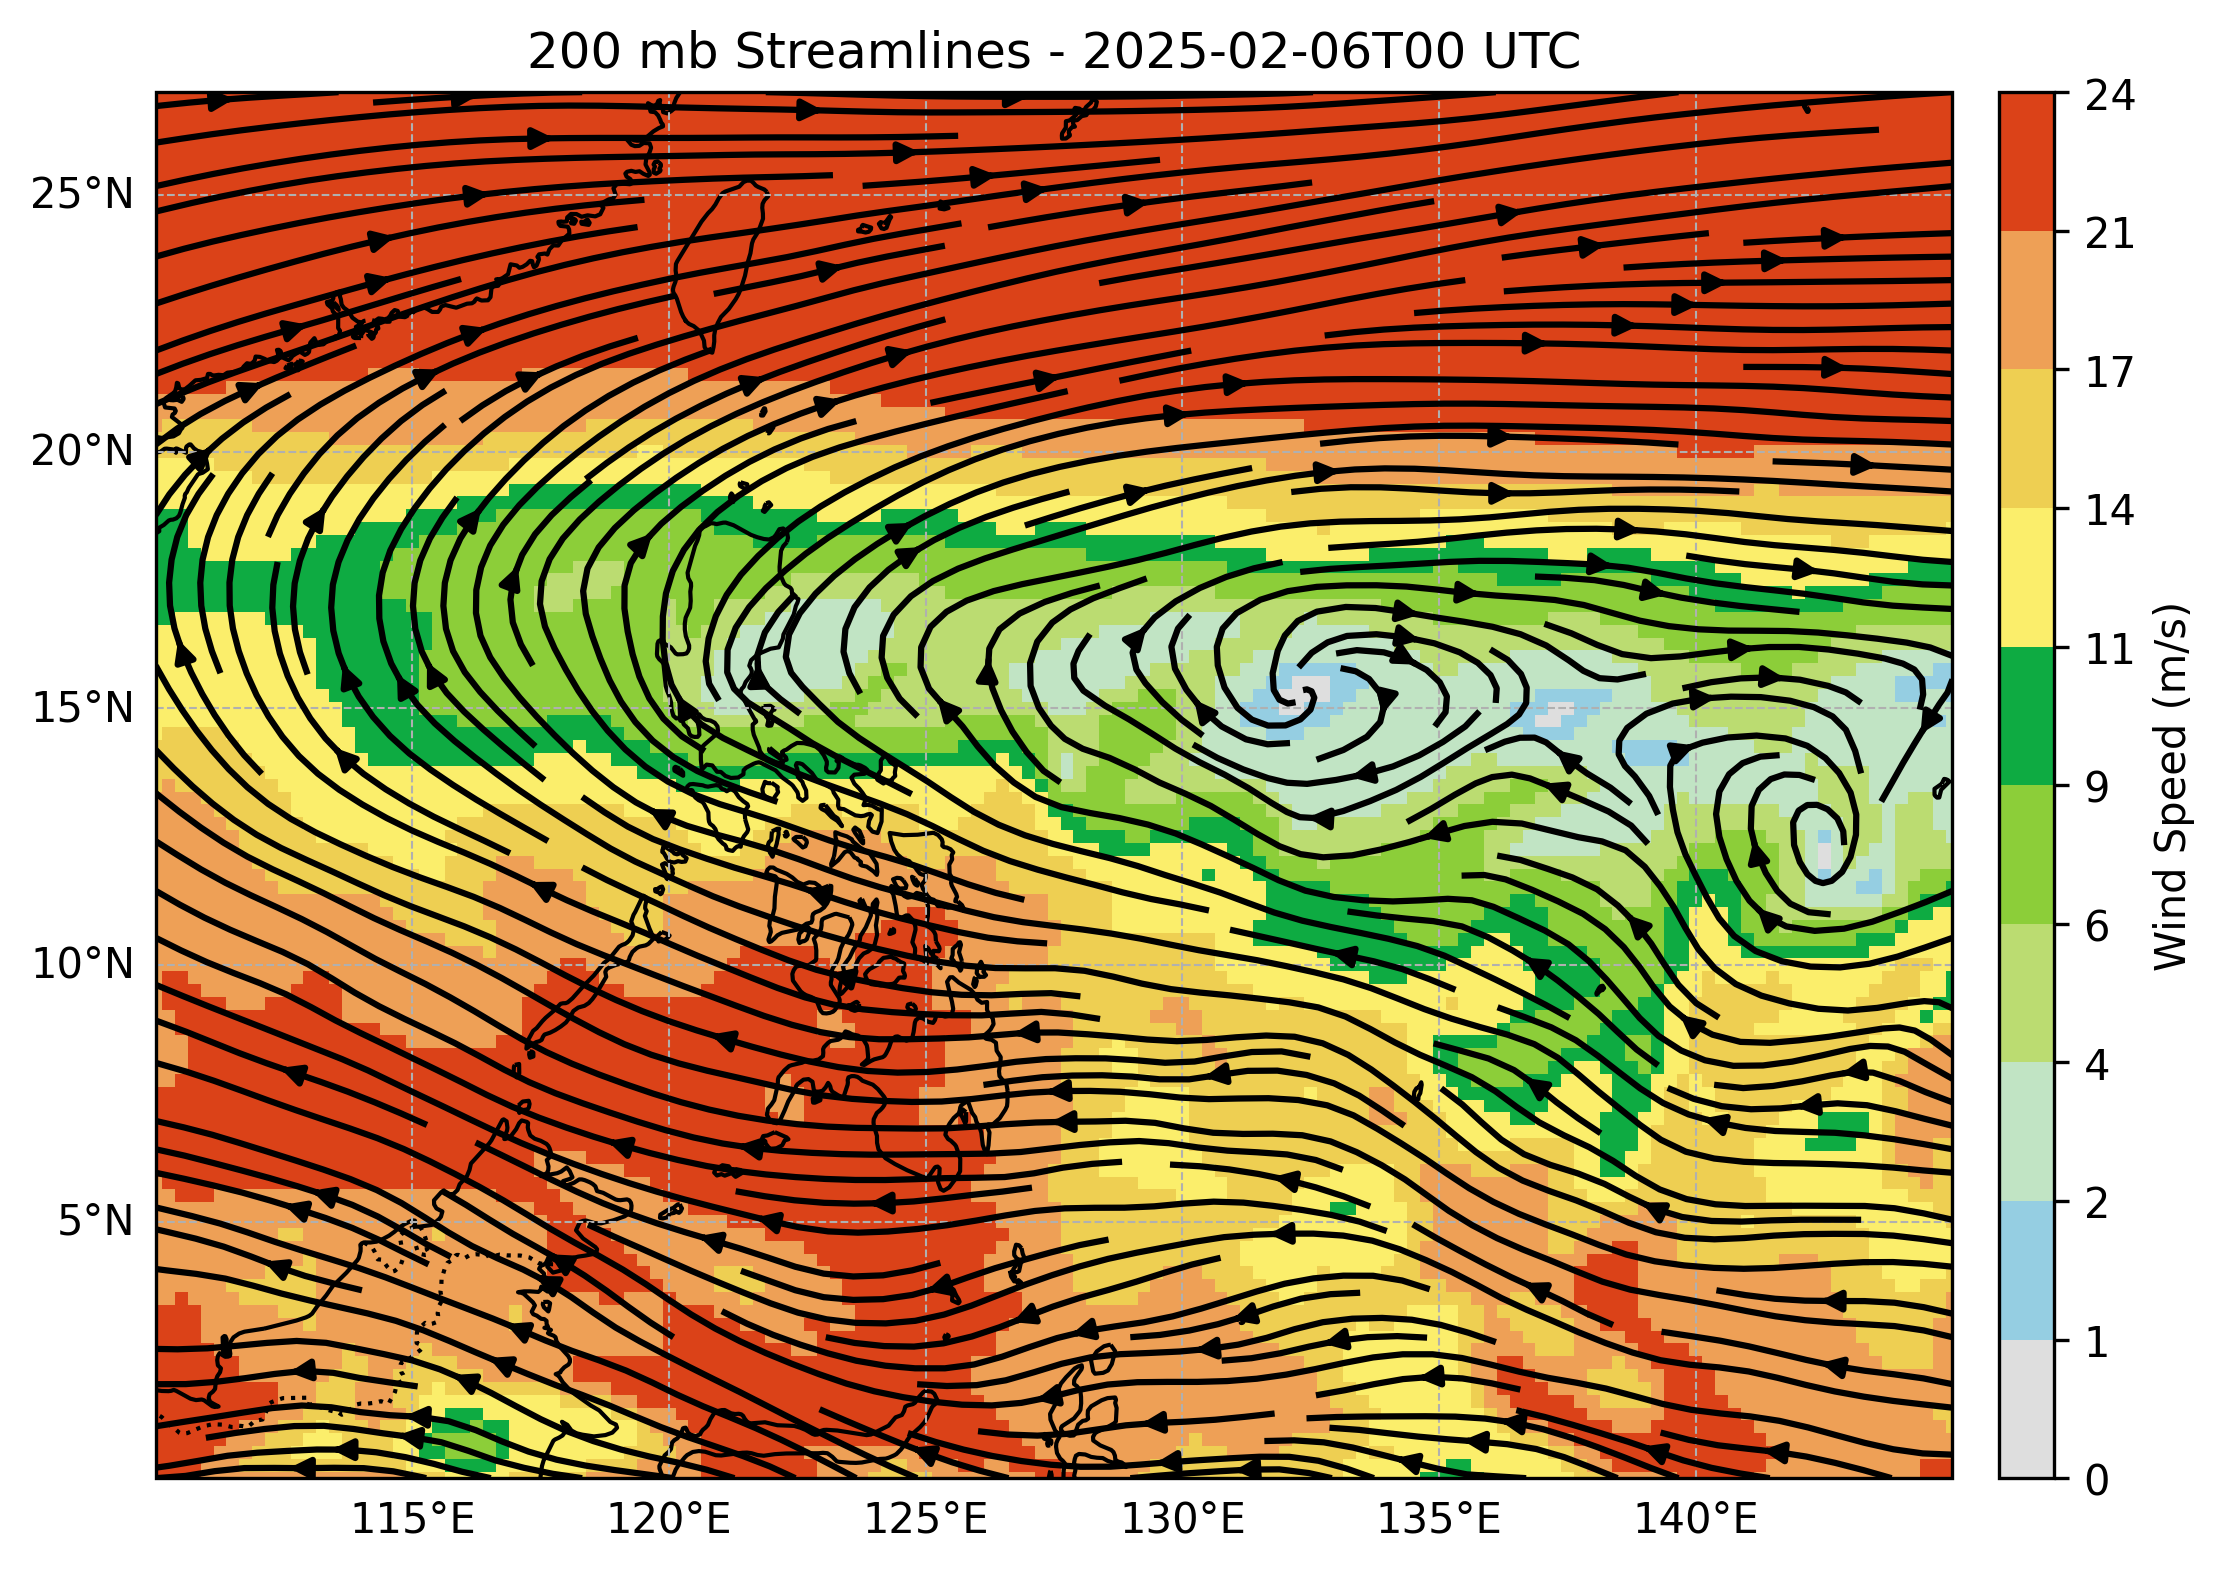 200 mb Streamlines - 2025-02-06T00 UTC
25°N
20°N
15°N
10°N
5°N
115°E
120°E
125°E
130°E
135°E
140°E
24
21
17
14
11
9
6
4
2
1
0
Wind Speed (m/s)